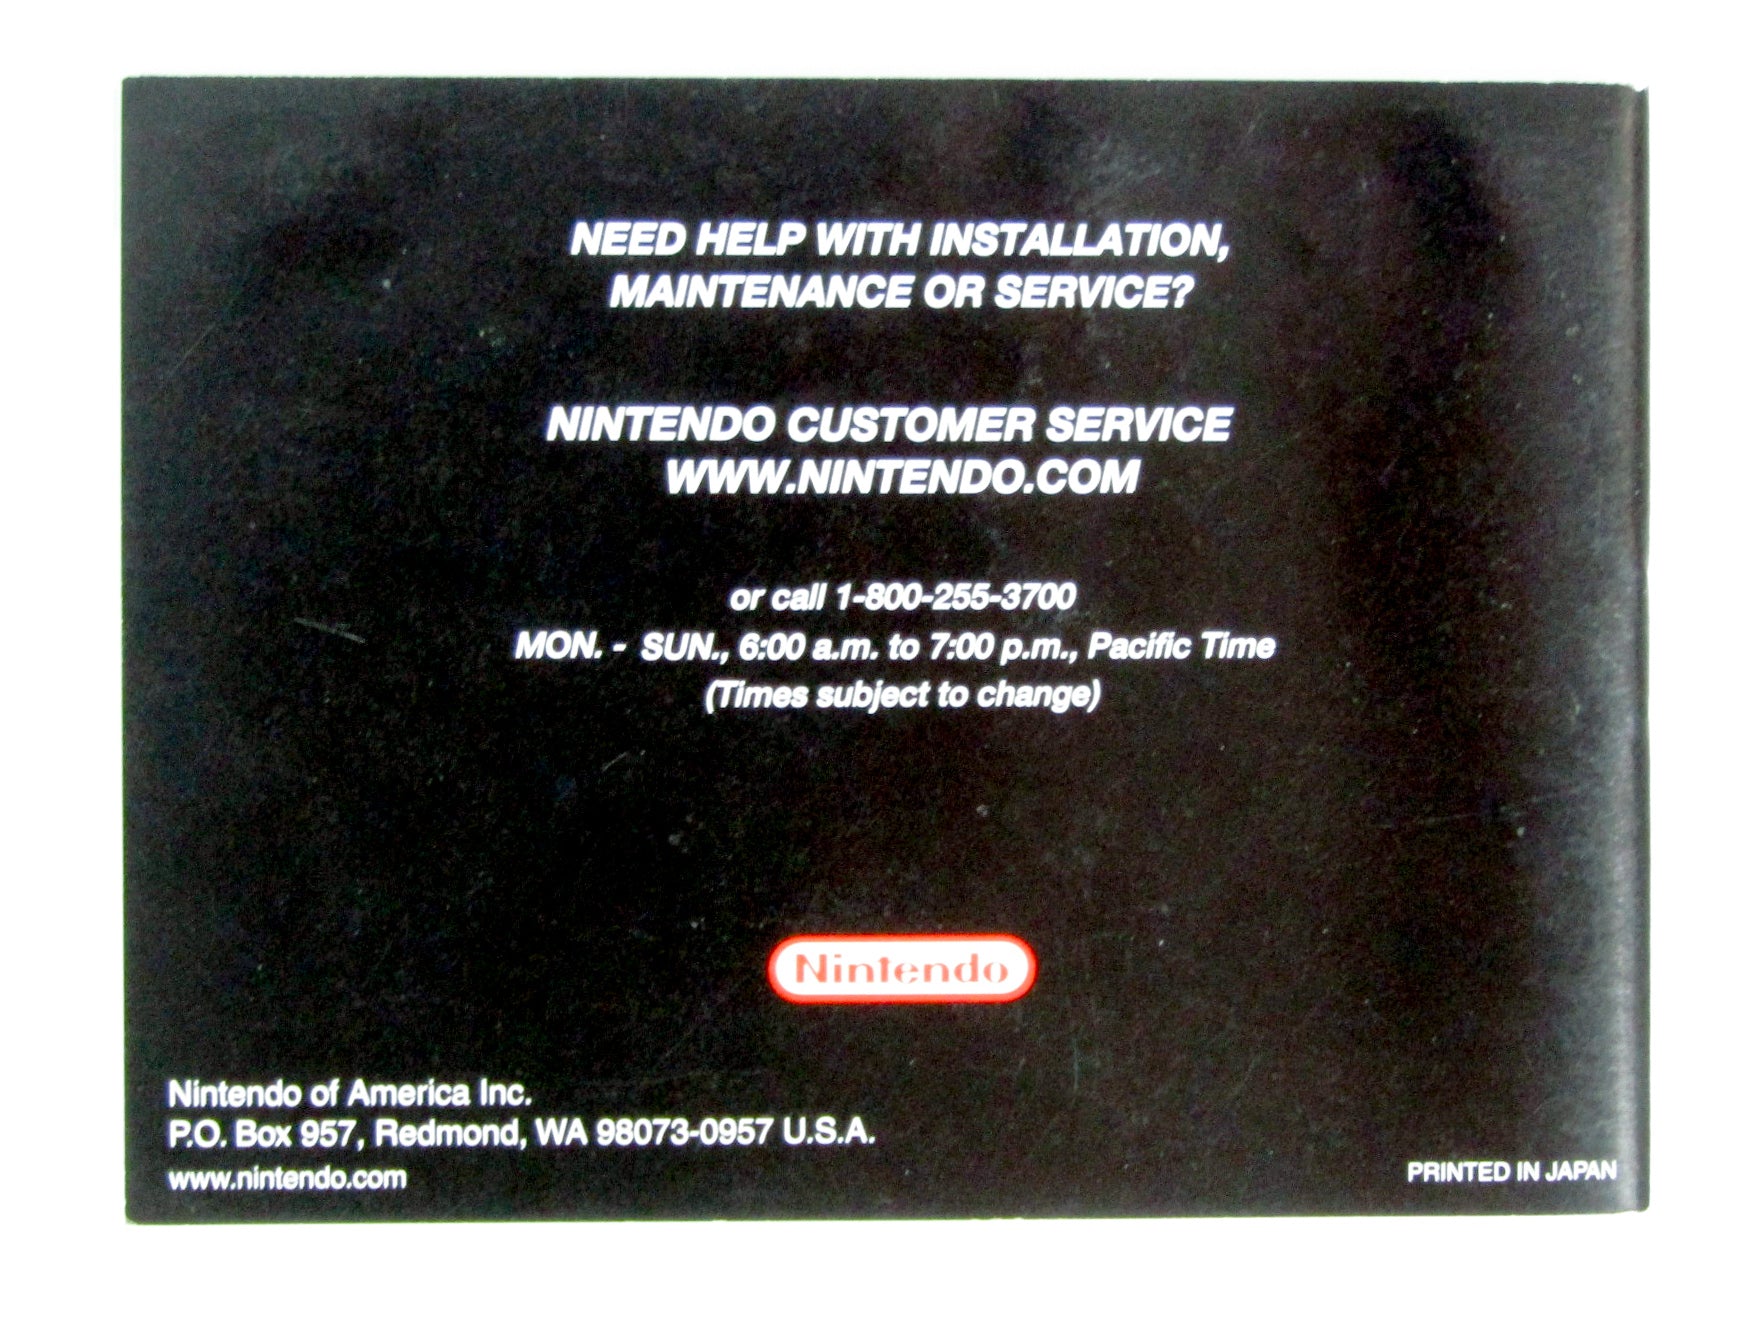 NEED HELP WITH INSTALLATION,
MAINTENANCE OR SERVICE?
NINTENDO CUSTOMER SERVICE
WWW.NINTENDO.COM
or call 1-800-255-3700
MON. - SUN., 6:00 a.m. to 7:00 p.m., Pacific Time
(Times subject to change)
Nintendo
Nintendo of America Inc.
P.O. Box 957, Redmond, WA 98073-0957 U.S.A.
www.nintendo.com
PRINTED IN JAPAN